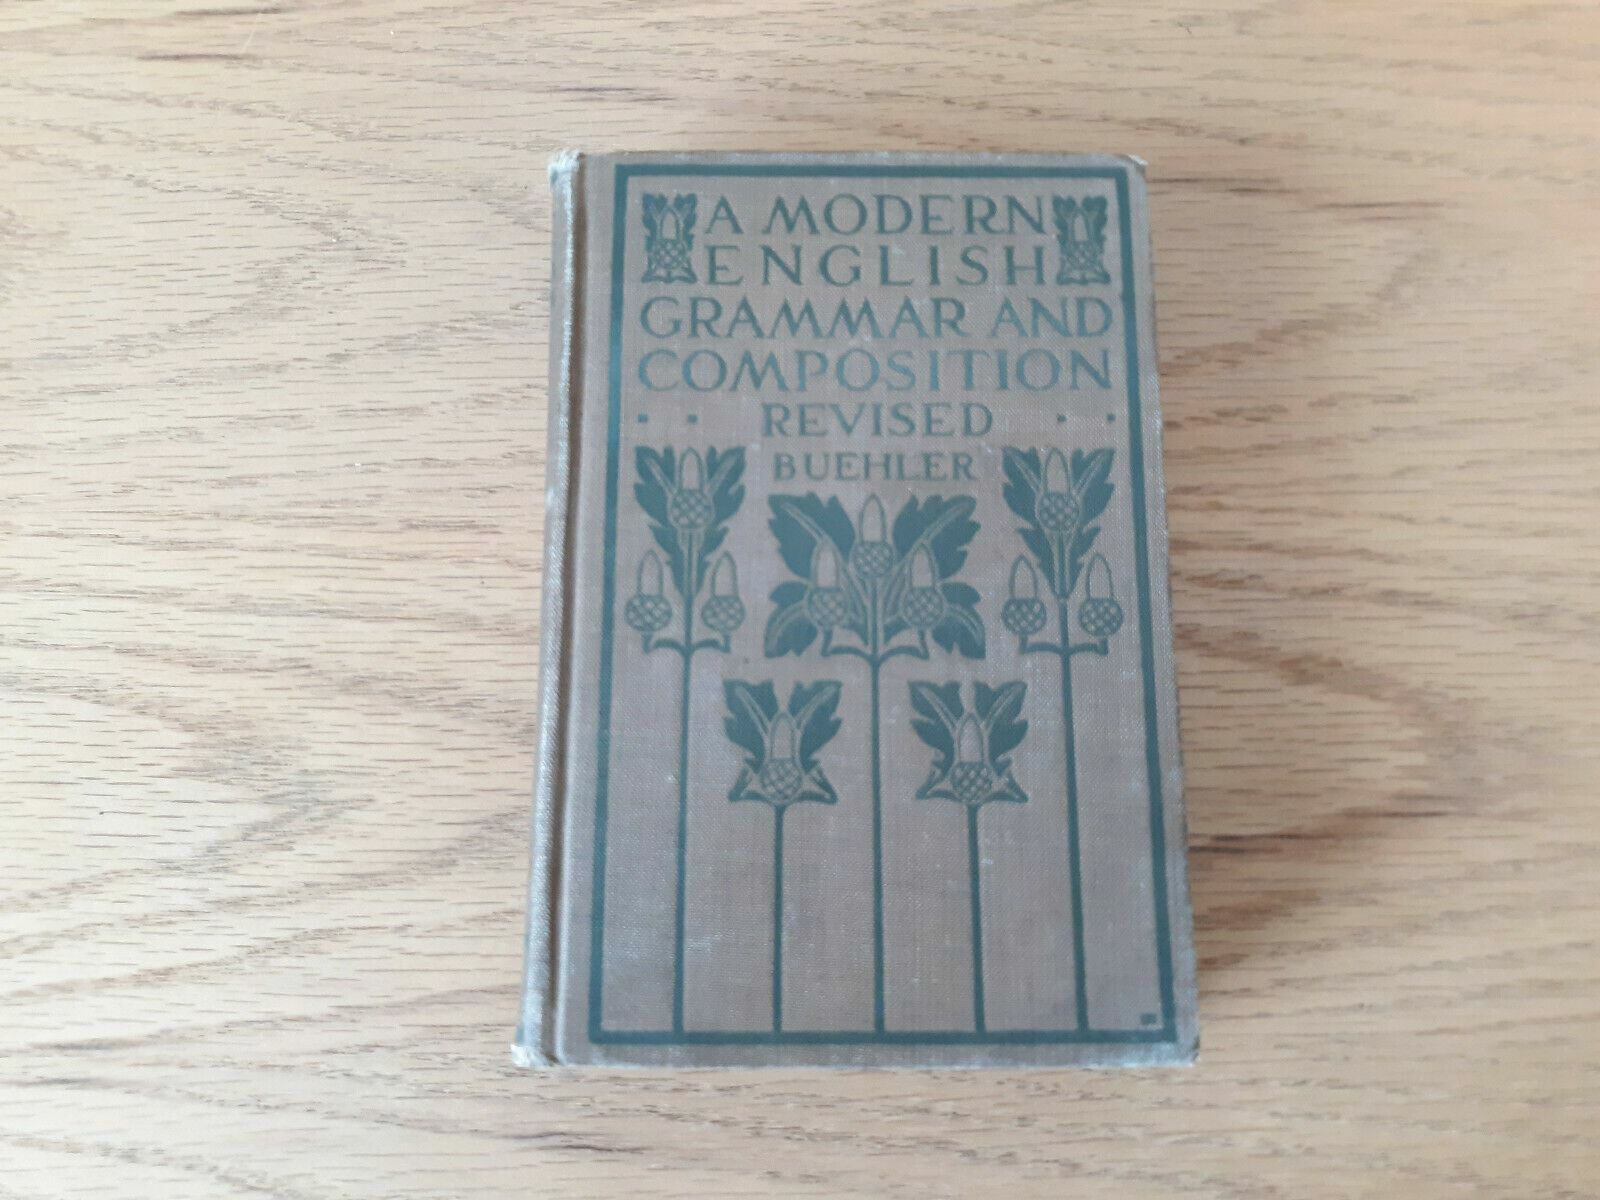 A MODERN
ENGLISH
GRAMMAR AND
COMPOSITION
REVISED
BUEHLER